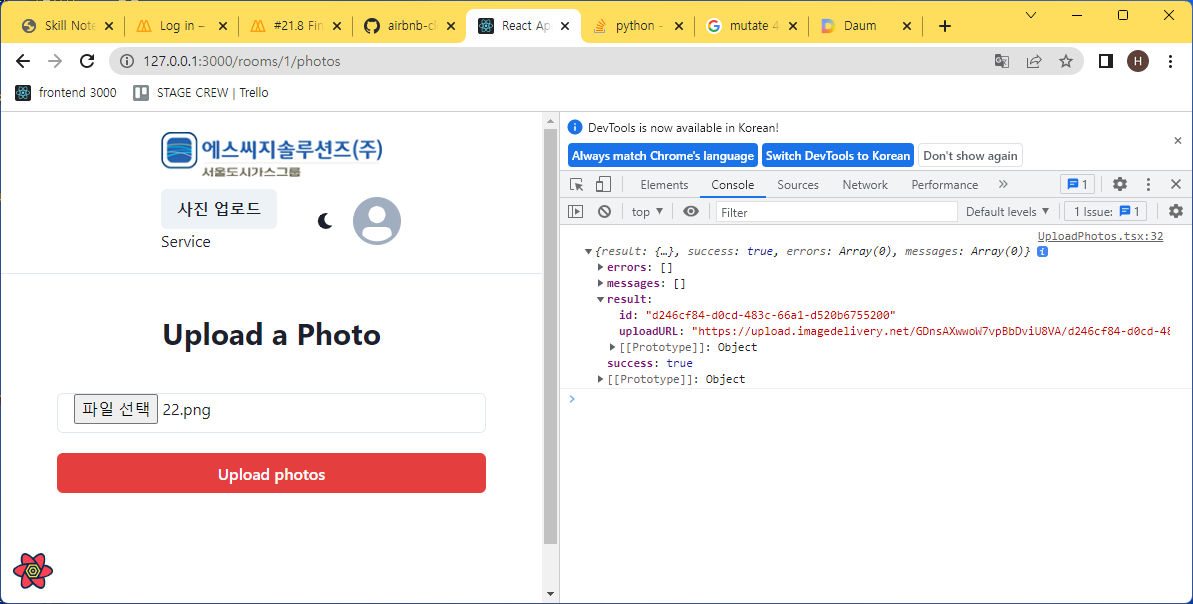 Skill Note
Log in –
#21.8 Fin
airbnb-cl
React Ap
python -
mutate 4
Daum
127.0.0.1:3000/rooms/1/photos
H
frontend 3000
STAGE CREW | Trello
에스씨지솔루션즈(주)
서울도시가스그룹
사진 업로드
Service
Upload a Photo
파일 선택 22.png
Upload photos
DevTools is now available in Korean!
Always match Chrome's language
Switch DevTools to Korean
Don't show again
Elements
Console
Sources
Network
Performance
1
top
Filter
Default levels
1 Issue: 1
UploadPhotos.tsx:32
{result: {…}, success: true, errors: Array(0), messages: Array(0)}
errors: []
messages: []
result:
id: "d246cf84-d0cd-483c-66a1-d520b6755200"
uploadURL: "https://upload.imagedelivery.net/GDnsAXwwoW7vpBbDviU8VA/d246cf84-d0cd-48
[[Prototype]]: Object
success: true
[[Prototype]]: Object